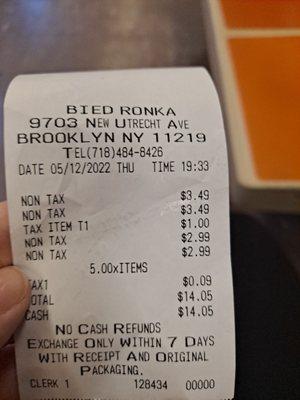 BIED RONKA
9703 NEW UTRECHT AVE
BROOKLYN NY 11219
TEL(718)484-8426
DATE 05/12/2022 THU TIME 19:33
NON TAX $3.49
NON TAX $3.49
TAX ITEM T1 $1.00
NON TAX $2.99
NON TAX $2.99
5.00xITEMS
TAX1 $0.09
TOTAL $14.05
CASH $14.05
NO CASH REFUNDS
EXCHANGE ONLY WITHIN 7 DAYS
WITH RECEIPT AND ORIGINAL
PACKAGING.
CLERK 1 128434 00000